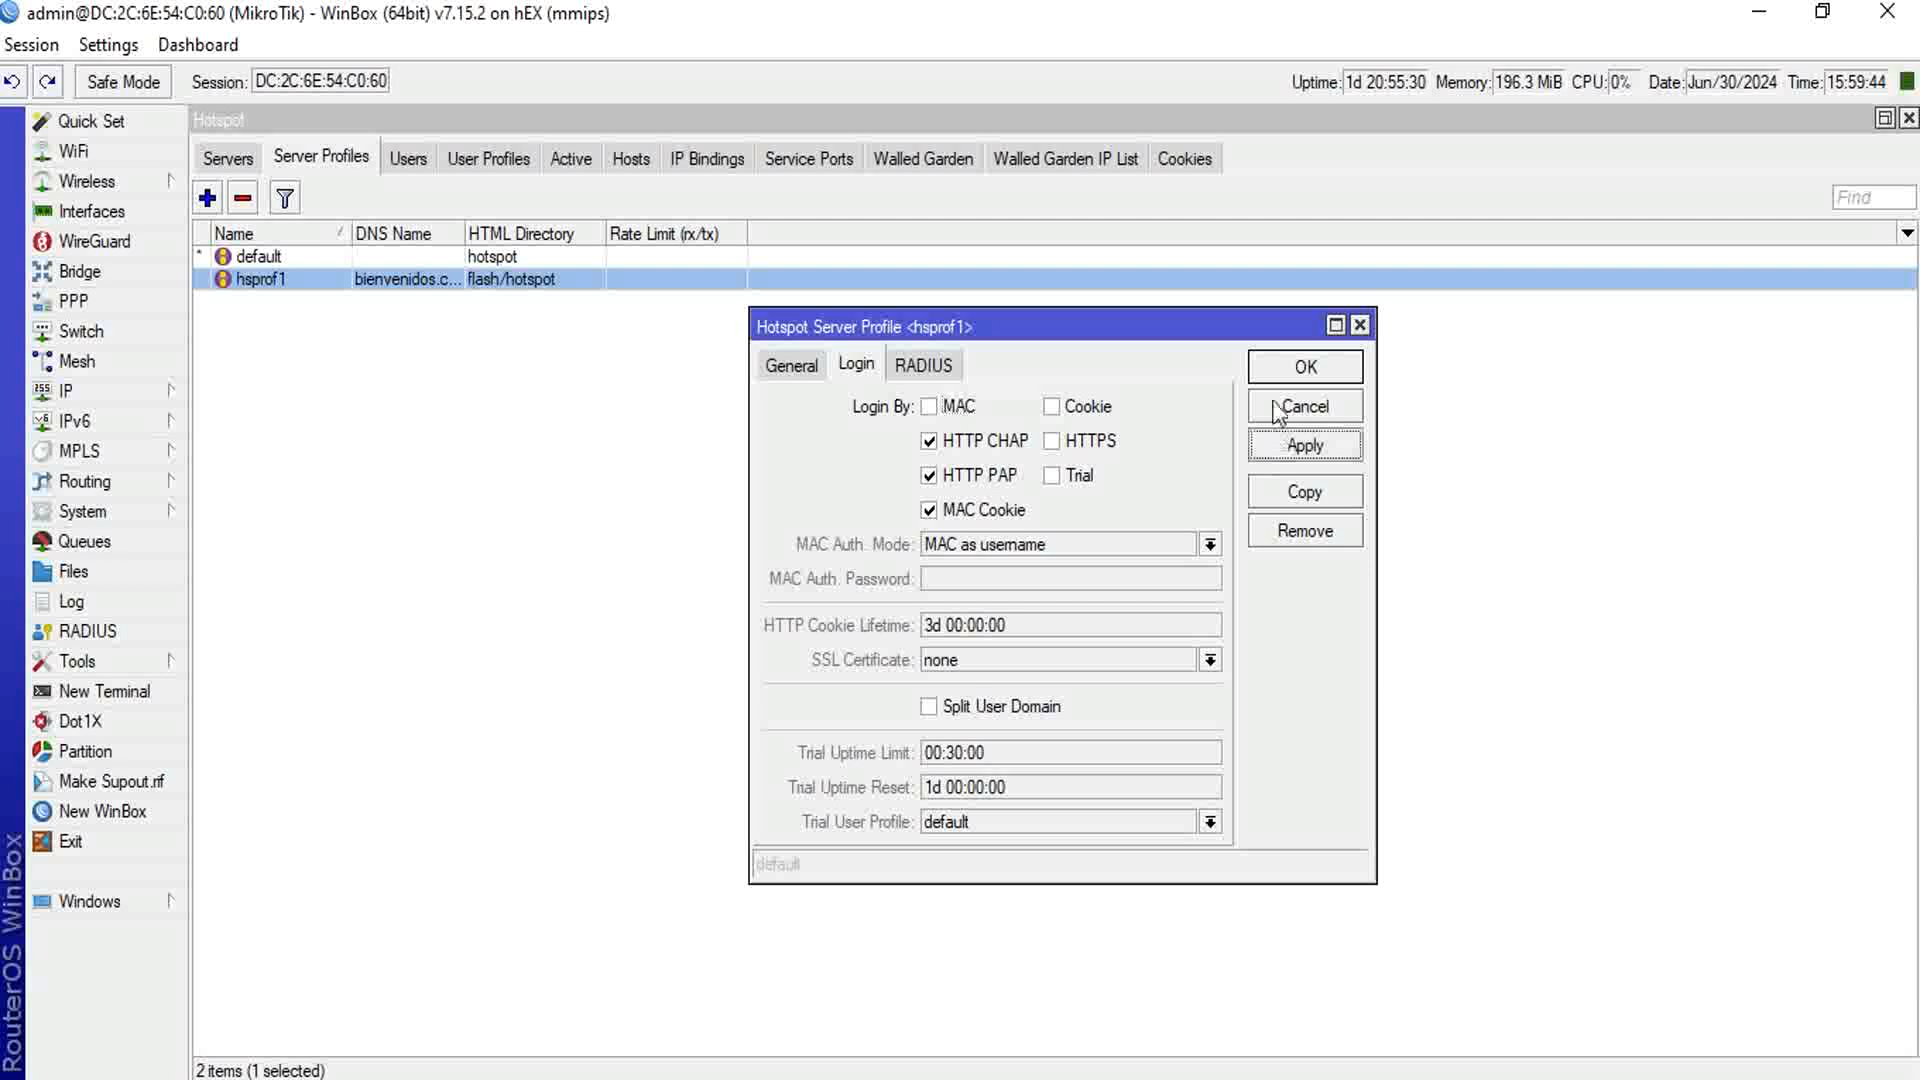 admin@DC:2C:6E:54:C0:60 (MikroTik) - WinBox (64bit) v7.15.2 on hEX (mmips)
Session Settings Dashboard
Safe Mode Session: DC:2C:6E:54:C0:60 Uptime: 1d 20:55:30 Memory: 196.3 MiB CPU: 0% Date: Jun/30/2024 Time: 15:59:44
Quick Set
WiFi
Wireless
Interfaces
WireGuard
Bridge
PPP
Switch
Mesh
IP
IPv6
MPLS
Routing
System
Queues
Files
Log
RADIUS
Tools
New Terminal
Dot1X
Partition
Make Supout.rif
New WinBox
Exit
Windows
RouterOS WinBox
Hotspot
Servers Server Profiles Users User Profiles Active Hosts IP Bindings Service Ports Walled Garden Walled Garden IP List Cookies
Find
Name DNS Name HTML Directory Rate Limit (rx/tx)
* default hotspot
hsprof1 bienvenidos.c... flash/hotspot
Hotspot Server Profile <hsprof1>
General Login RADIUS
Login By: MAC Cookie
HTTP CHAP HTTPS
HTTP PAP Trial
MAC Cookie
MAC Auth. Mode: MAC as username
MAC Auth. Password:
HTTP Cookie Lifetime: 3d 00:00:00
SSL Certificate: none
Split User Domain
Trial Uptime Limit: 00:30:00
Trial Uptime Reset: 1d 00:00:00
Trial User Profile: default
default
OK
Cancel
Apply
Copy
Remove
2 items (1 selected)